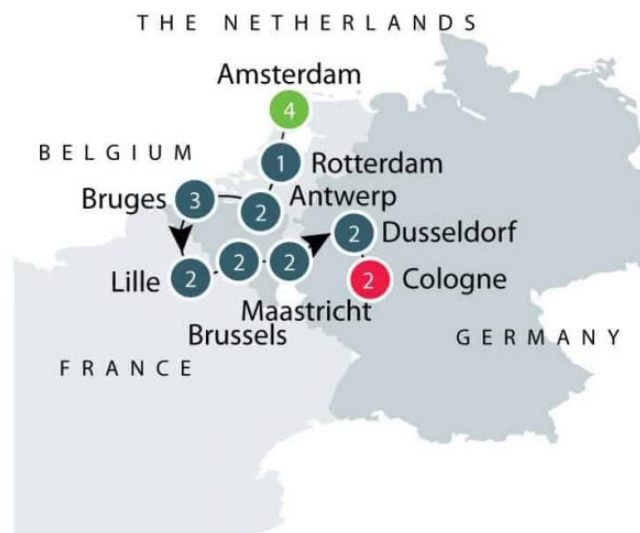 THE NETHERLANDS
Amsterdam
4
BELGIUM
1 Rotterdam
Bruges 3
2 Antwerp
2 Dusseldorf
Lille 2
2
2
2 Cologne
Maastricht
Brussels
GERMANY
FRANCE